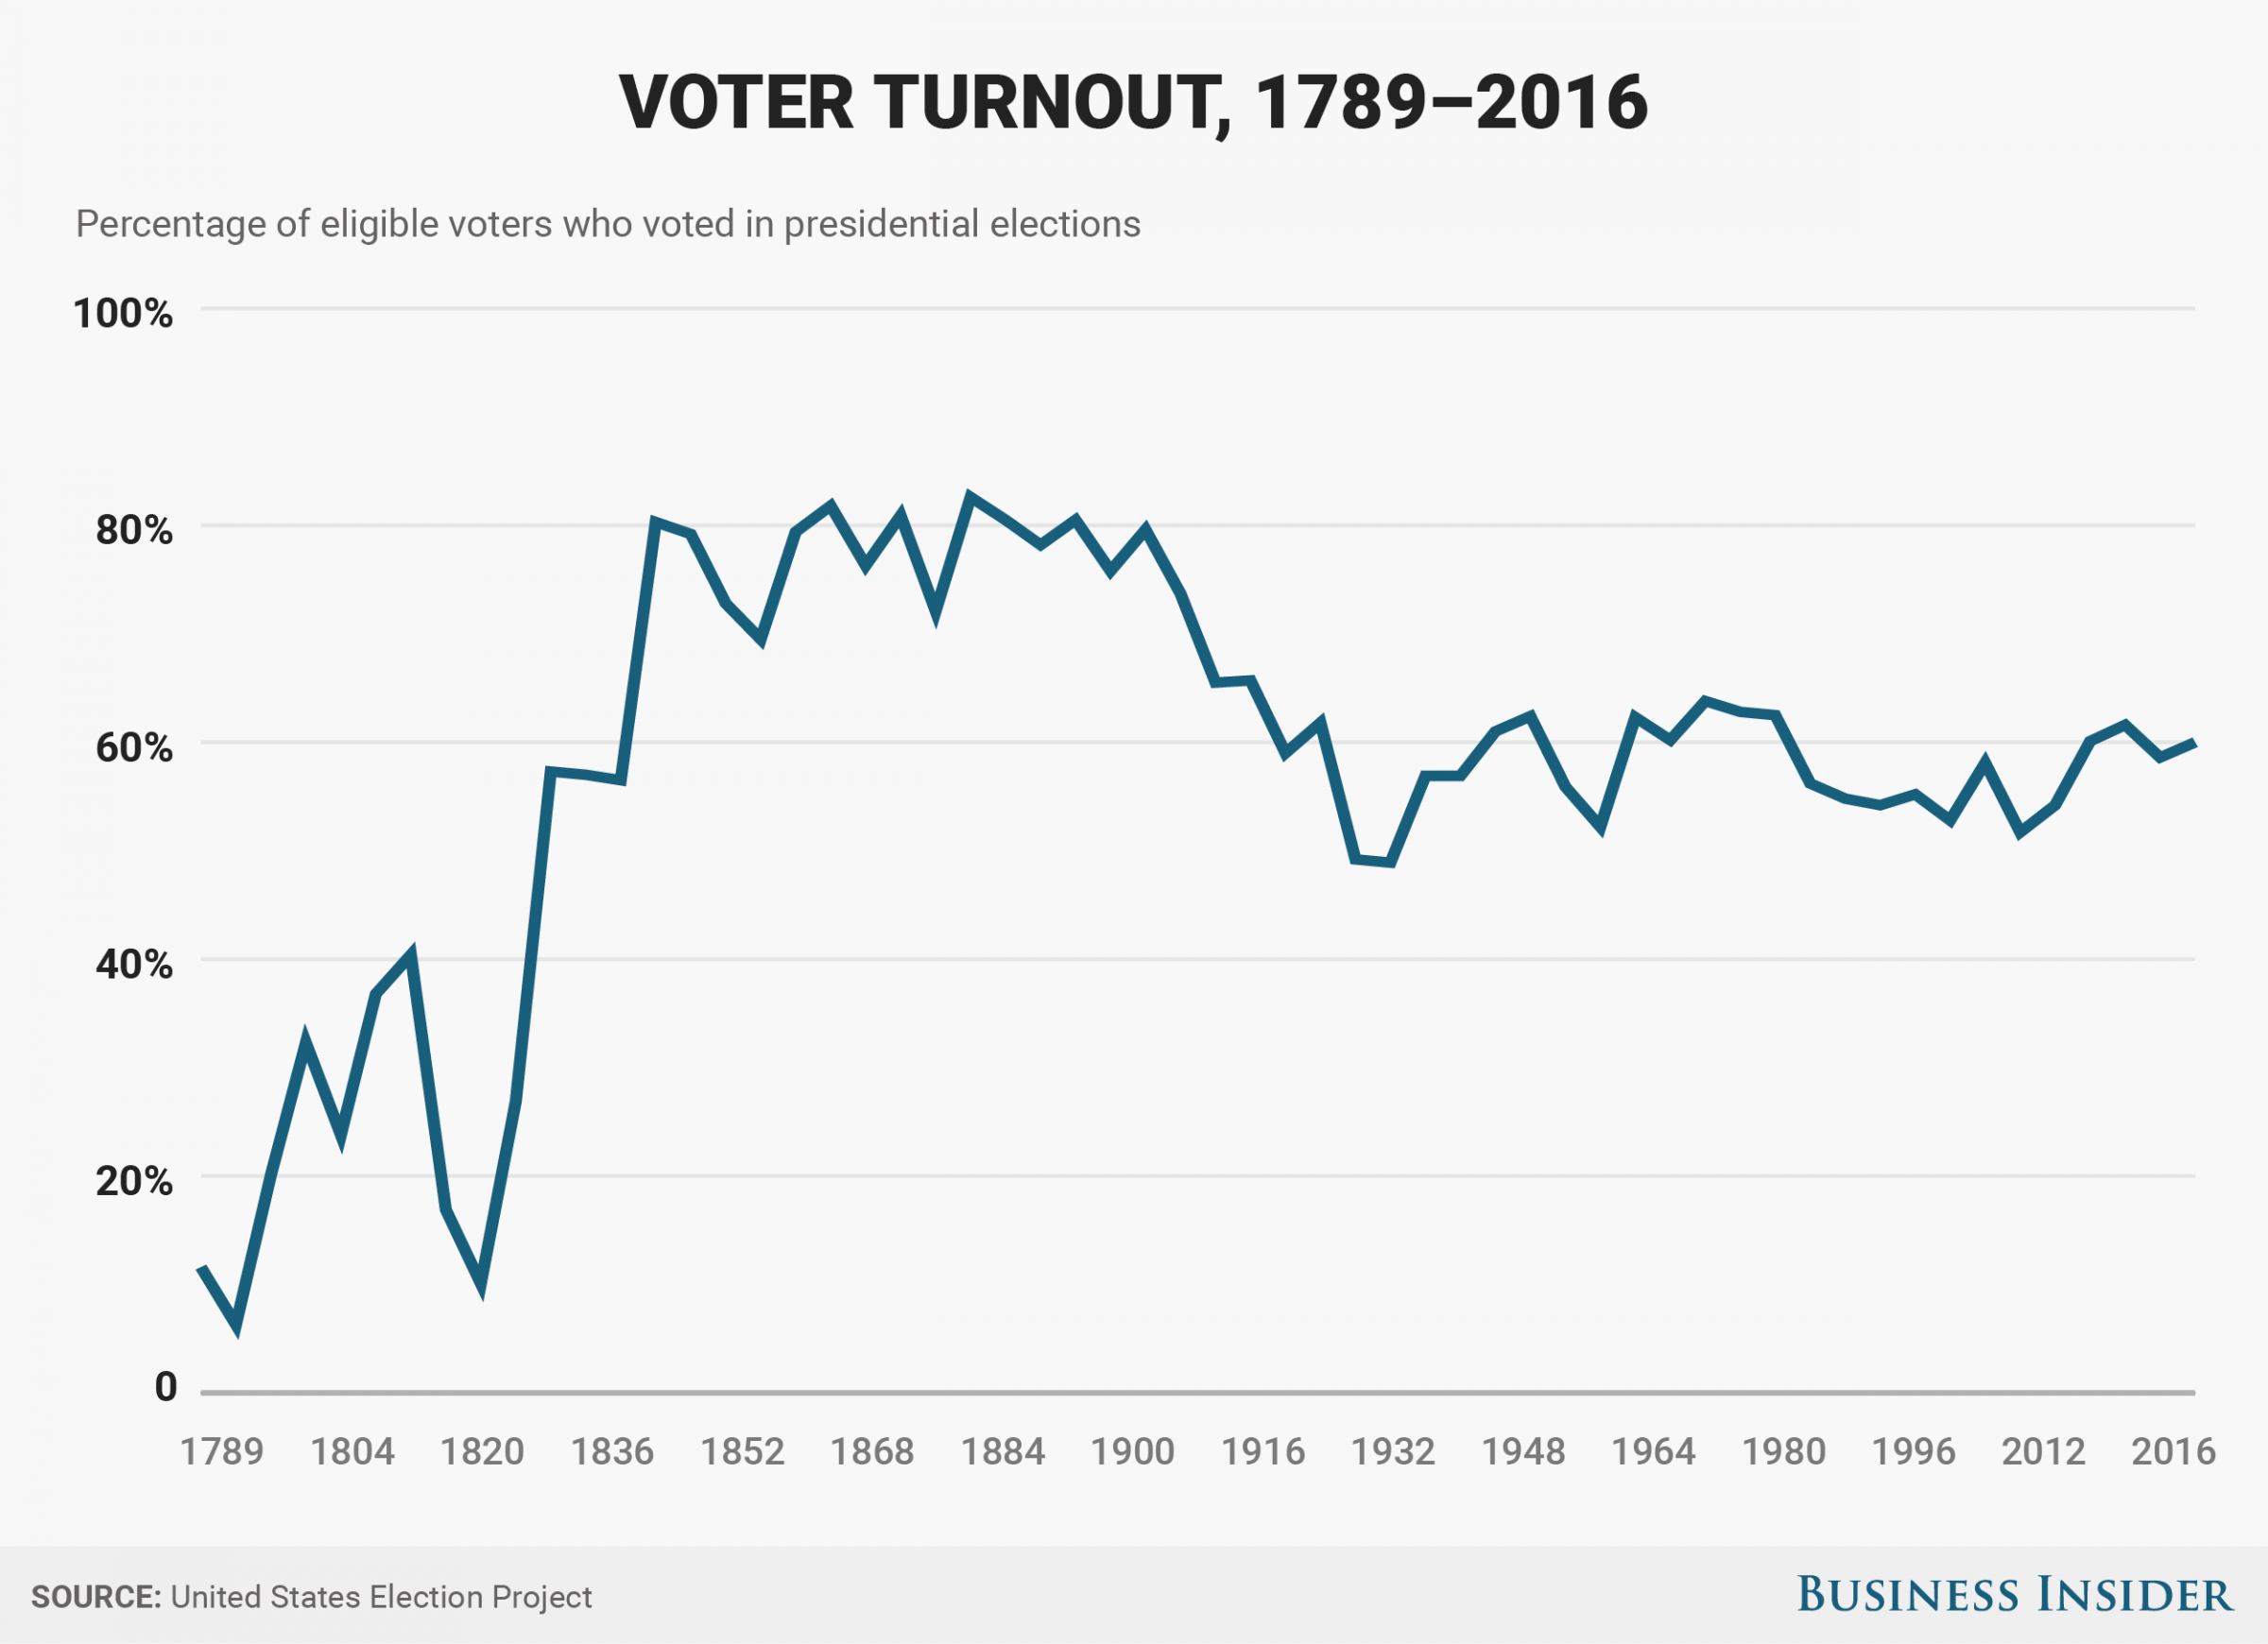 VOTER TURNOUT, 1789–2016
Percentage of eligible voters who voted in presidential elections
100%
80%
60%
40%
20%
0
1789 1804 1820 1836 1852 1868 1884 1900 1916 1932 1948 1964 1980 1996 2012 2016
SOURCE: United States Election Project
BUSINESS INSIDER